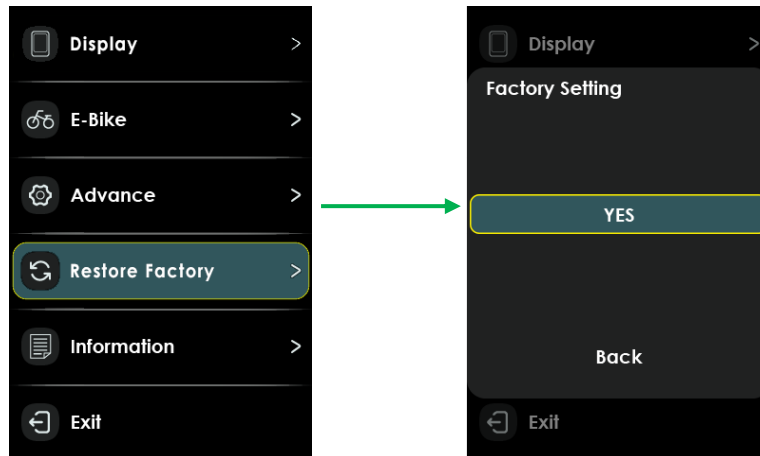 Display >
E-Bike >
Advance >
Restore Factory >
Information >
Exit
Display >
Factory Setting
YES
Back
Exit